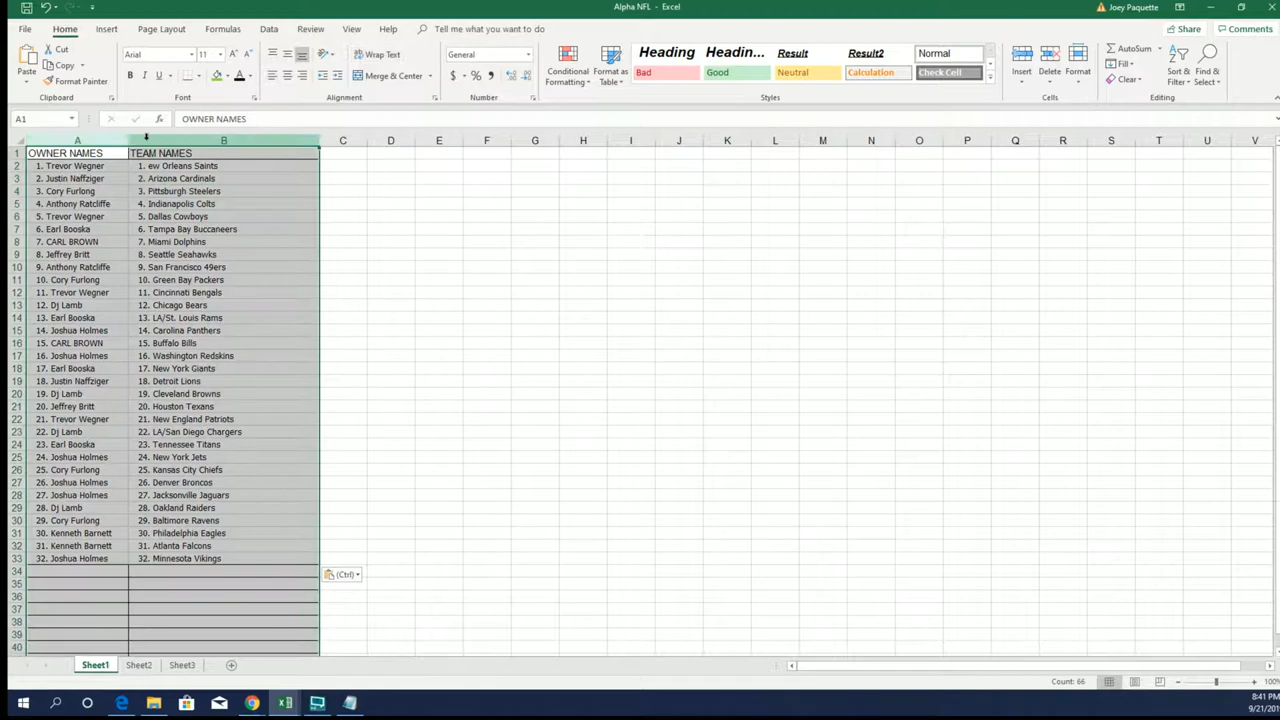 Alpha NFL - Excel
Joey Paquette
File Home Insert Page Layout Formulas Data Review View Help Tell me what you want to do
Share Comments
Paste Cut Copy Format Painter Clipboard
Arial 11 B I U Font
Wrap Text Merge & Center Alignment
General $ % Number
Conditional Formatting Format as Table
Heading Headin... Result Result2 Normal
Bad Good Neutral Calculation Check Cell
Styles
Insert Delete Format Cells
AutoSum Fill Clear Sort & Filter Find & Select Editing
A1 fx OWNER NAMES
A B C D E F G H I J K L M N O P Q R S T U V
1 OWNER NAMES TEAM NAMES
2 1. Trevor Wegner 1. ew Orleans Saints
3 2. Justin Naffziger 2. Arizona Cardinals
4 3. Cory Furlong 3. Pittsburgh Steelers
5 4. Anthony Ratcliffe 4. Indianapolis Colts
6 5. Trevor Wegner 5. Dallas Cowboys
7 6. Earl Booska 6. Tampa Bay Buccaneers
8 7. CARL BROWN 7. Miami Dolphins
9 8. Jeffrey Britt 8. Seattle Seahawks
10 9. Anthony Ratcliffe 9. San Francisco 49ers
11 10. Cory Furlong 10. Green Bay Packers
12 11. Trevor Wegner 11. Cincinnati Bengals
13 12. Dj Lamb 12. Chicago Bears
14 13. Earl Booska 13. LA/St. Louis Rams
15 14. Joshua Holmes 14. Carolina Panthers
16 15. CARL BROWN 15. Buffalo Bills
17 16. Joshua Holmes 16. Washington Redskins
18 17. Earl Booska 17. New York Giants
19 18. Justin Naffziger 18. Detroit Lions
20 19. Dj Lamb 19. Cleveland Browns
21 20. Jeffrey Britt 20. Houston Texans
22 21. Trevor Wegner 21. New England Patriots
23 22. Dj Lamb 22. LA/San Diego Chargers
24 23. Earl Booska 23. Tennessee Titans
25 24. Joshua Holmes 24. New York Jets
26 25. Cory Furlong 25. Kansas City Chiefs
27 26. Joshua Holmes 26. Denver Broncos
28 27. Joshua Holmes 27. Jacksonville Jaguars
29 28. Dj Lamb 28. Oakland Raiders
30 29. Cory Furlong 29. Baltimore Ravens
31 30. Kenneth Barnett 30. Philadelphia Eagles
32 31. Kenneth Barnett 31. Atlanta Falcons
33 32. Joshua Holmes 32. Minnesota Vikings
34 (Ctrl)
35
36
37
38
39
40
Sheet1 Sheet2 Sheet3
Count: 66 100%
8:41 PM
9/21/201